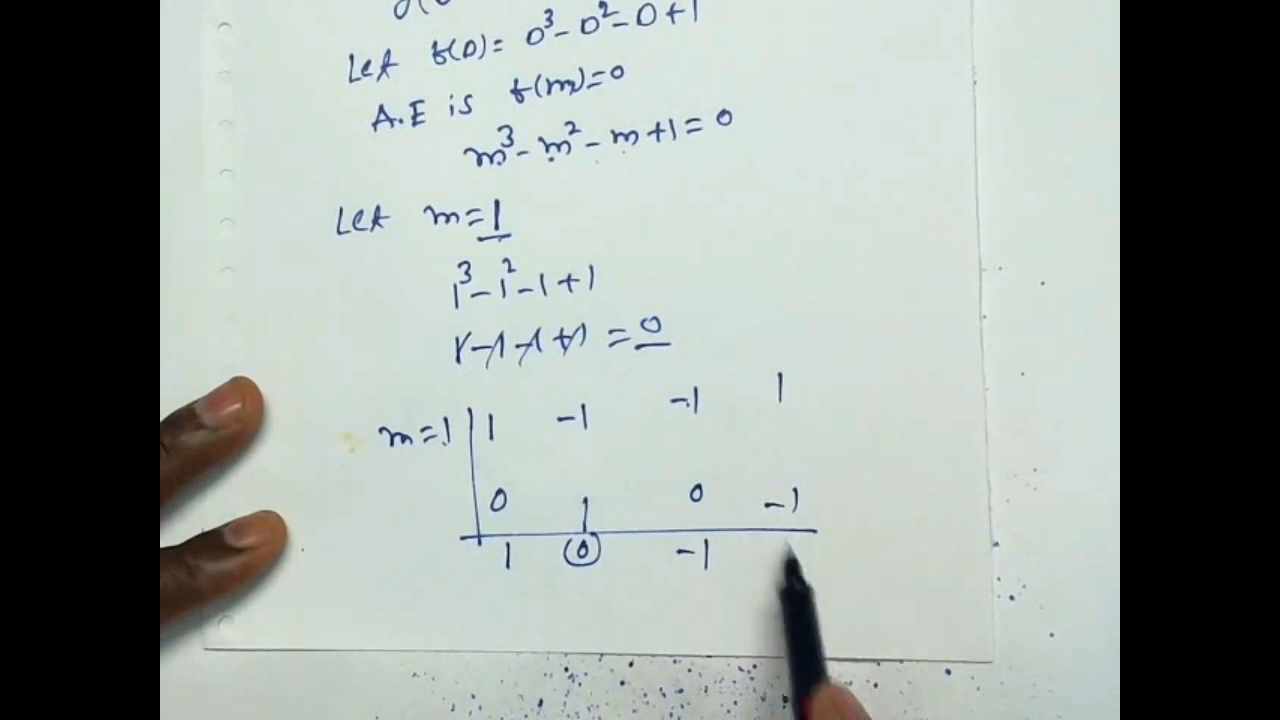 Let f(D) = D³ - D² - D + 1
A.E is f(m) = 0
m³ - m² - m + 1 = 0
Let m = 1
1³ - 1² - 1 + 1
1 - 1 - 1 + 1 = 0
m = 1 | 1 -1 -1 1
0 1 0 -1
1 0 -1